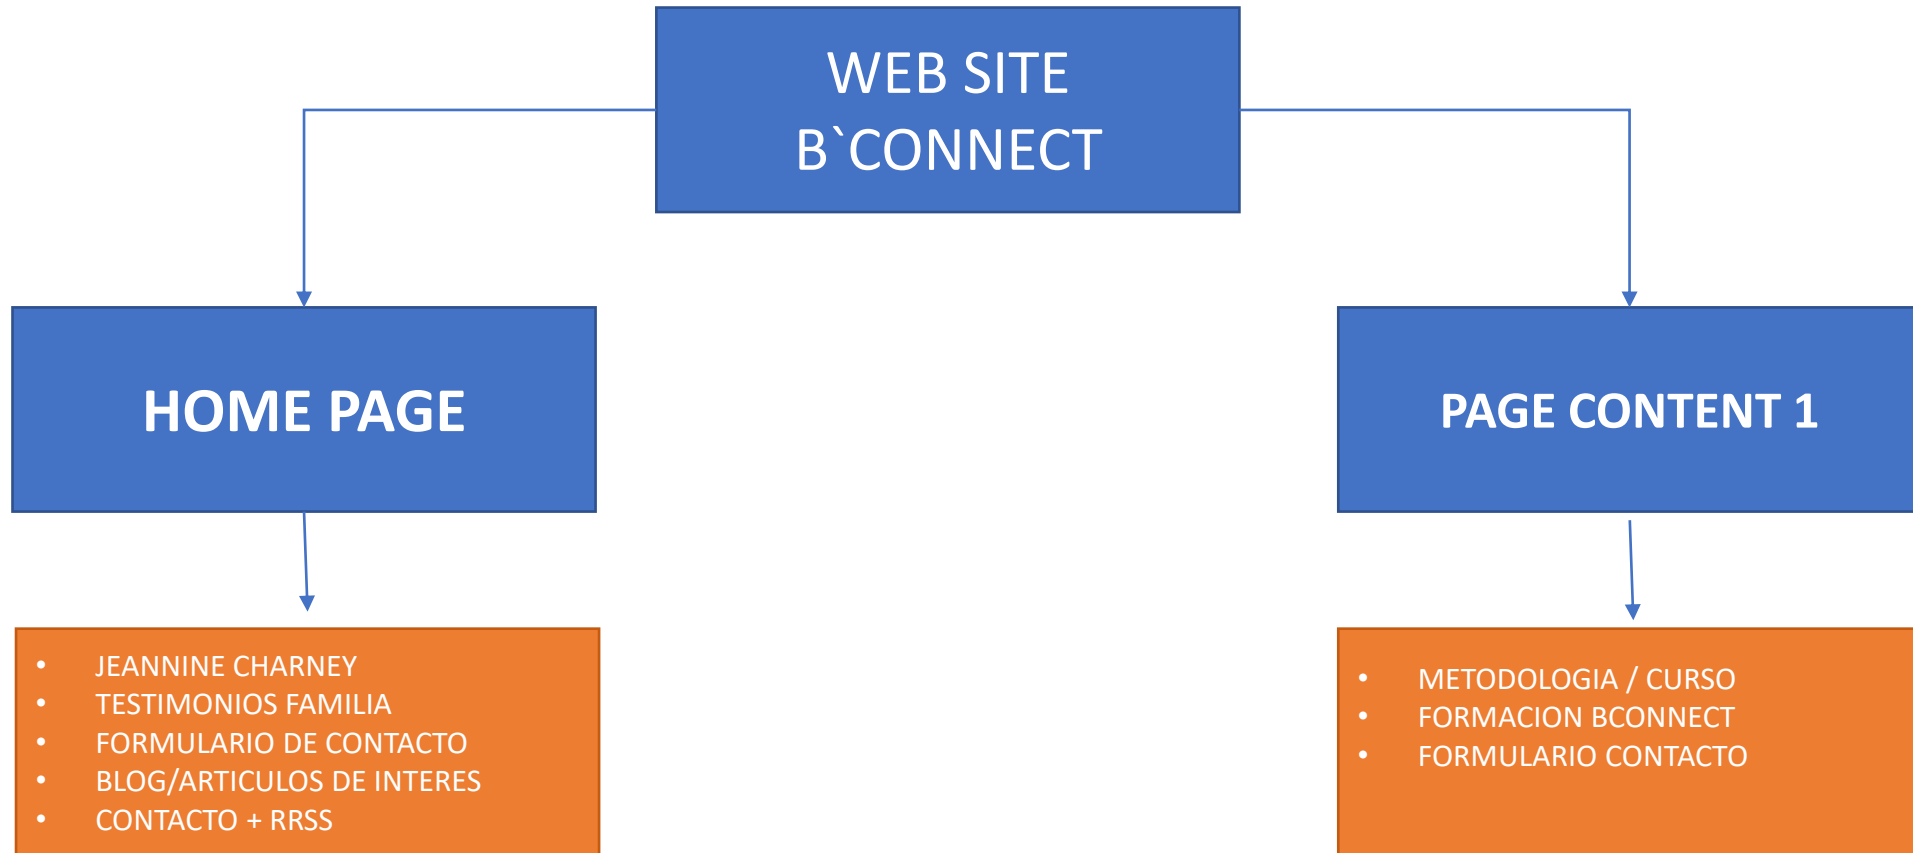 WEB SITE
B`CONNECT
HOME PAGE
PAGE CONTENT 1
• JEANNINE CHARNEY
• TESTIMONIOS FAMILIA
• FORMULARIO DE CONTACTO
• BLOG/ARTICULOS DE INTERES
• CONTACTO + RRSS
• METODOLOGIA / CURSO
• FORMACION BCONNECT
• FORMULARIO CONTACTO